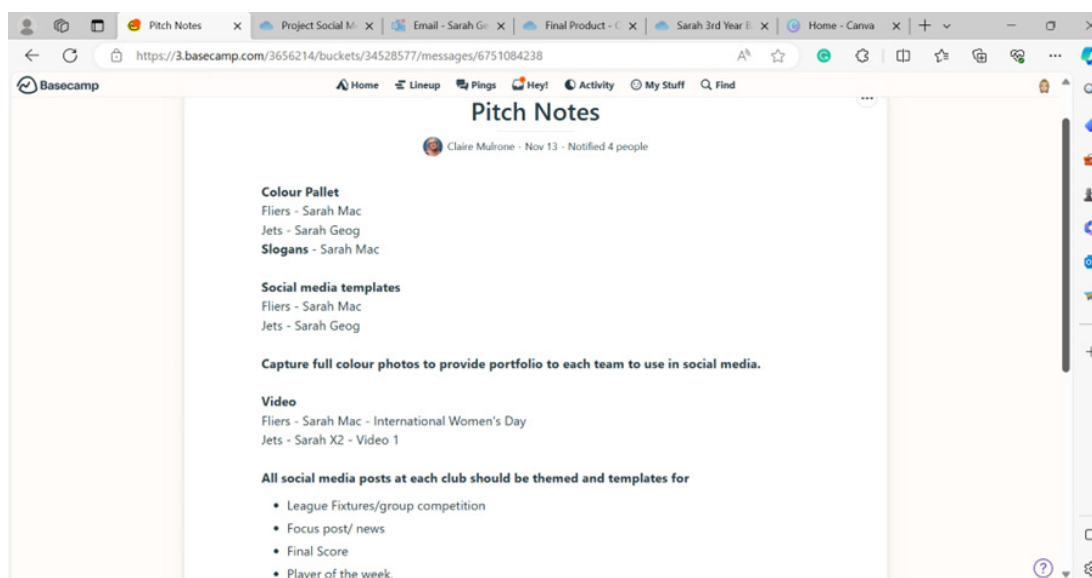 Pitch Notes
Project Social M
Email - Sarah Ge
Final Product - C
Sarah 3rd Year B
Home - Canva
https://3.basecamp.com/3656214/buckets/34528577/messages/6751084238
Basecamp
Home
Lineup
Pings
Hey!
Activity
My Stuff
Find
Pitch Notes
Claire Mulrone - Nov 13 - Notified 4 people
Colour Pallet
Fliers - Sarah Mac
Jets - Sarah Geog
Slogans - Sarah Mac
Social media templates
Fliers - Sarah Mac
Jets - Sarah Geog
Capture full colour photos to provide portfolio to each team to use in social media.
Video
Fliers - Sarah Mac - International Women's Day
Jets - Sarah X2 - Video 1
All social media posts at each club should be themed and templates for
• League Fixtures/group competition
• Focus post/ news
• Final Score
• Player of the week.